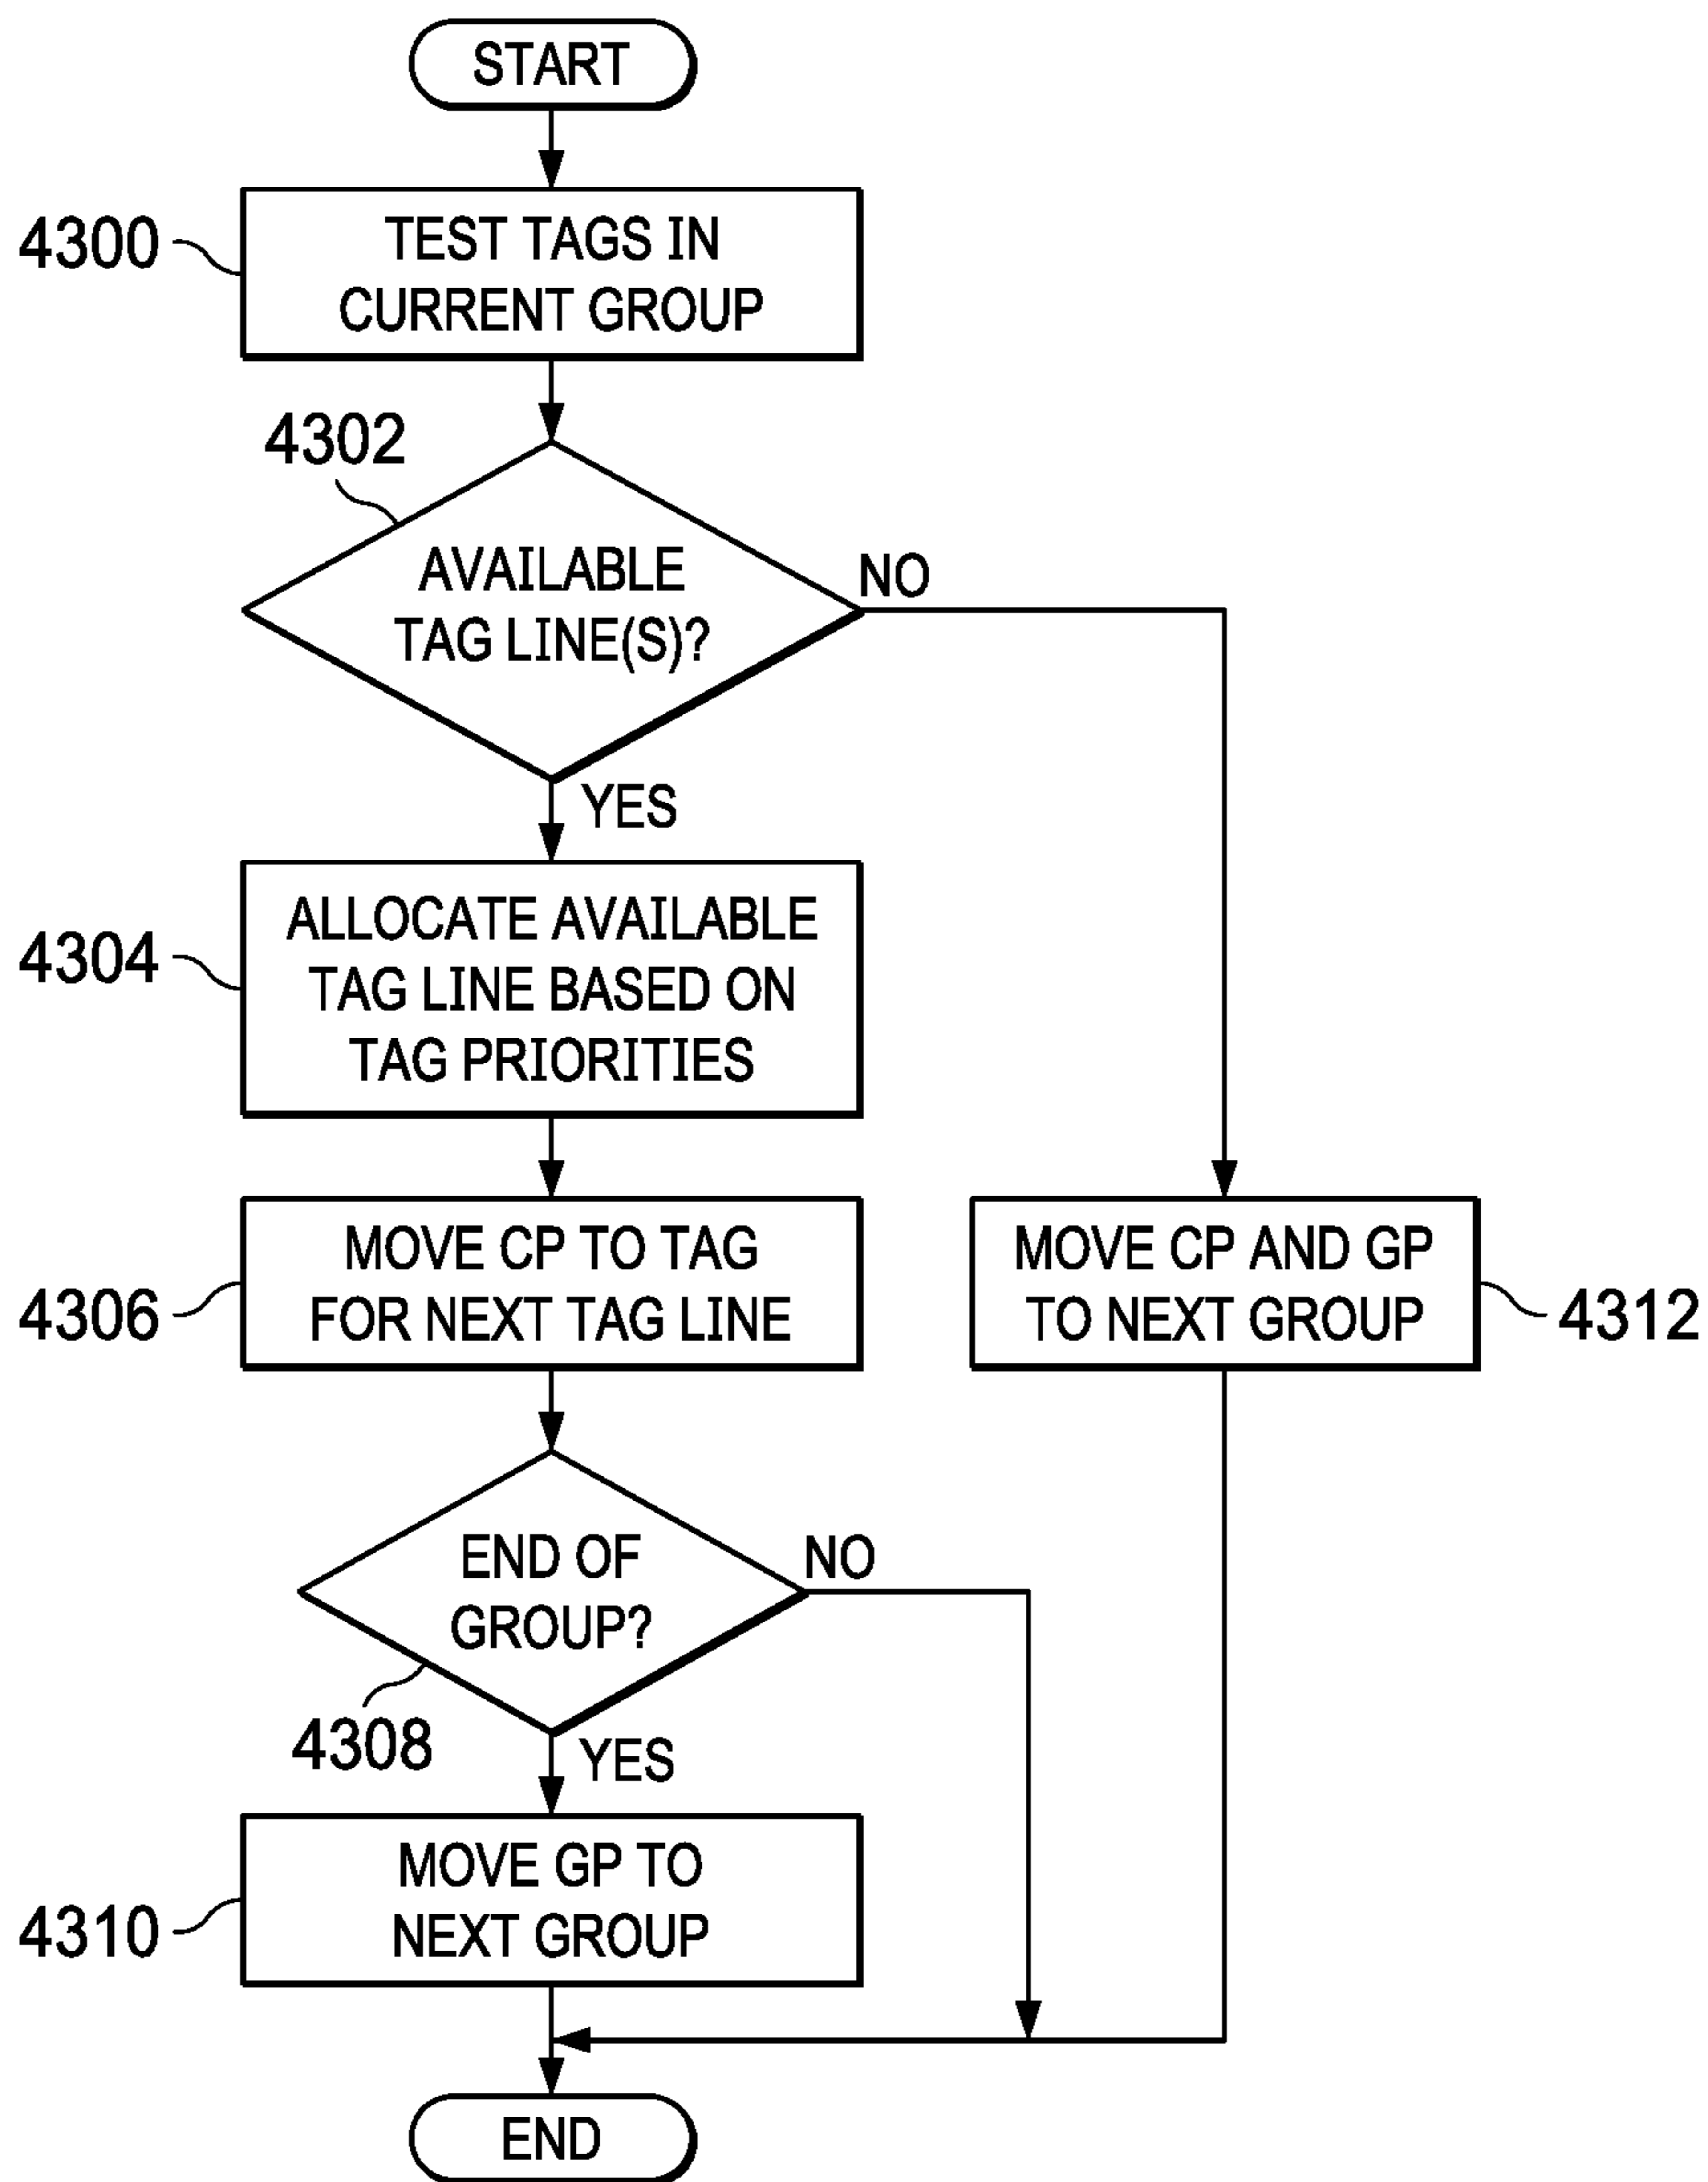 START
4300
TEST TAGS IN
CURRENT GROUP
4302
AVAILABLE
TAG LINE(S)?
NO
YES
4304
ALLOCATE AVAILABLE
TAG LINE BASED ON
TAG PRIORITIES
4306
MOVE CP TO TAG
FOR NEXT TAG LINE
MOVE CP AND GP
TO NEXT GROUP
4312
END OF
GROUP?
NO
4308
YES
4310
MOVE GP TO
NEXT GROUP
END